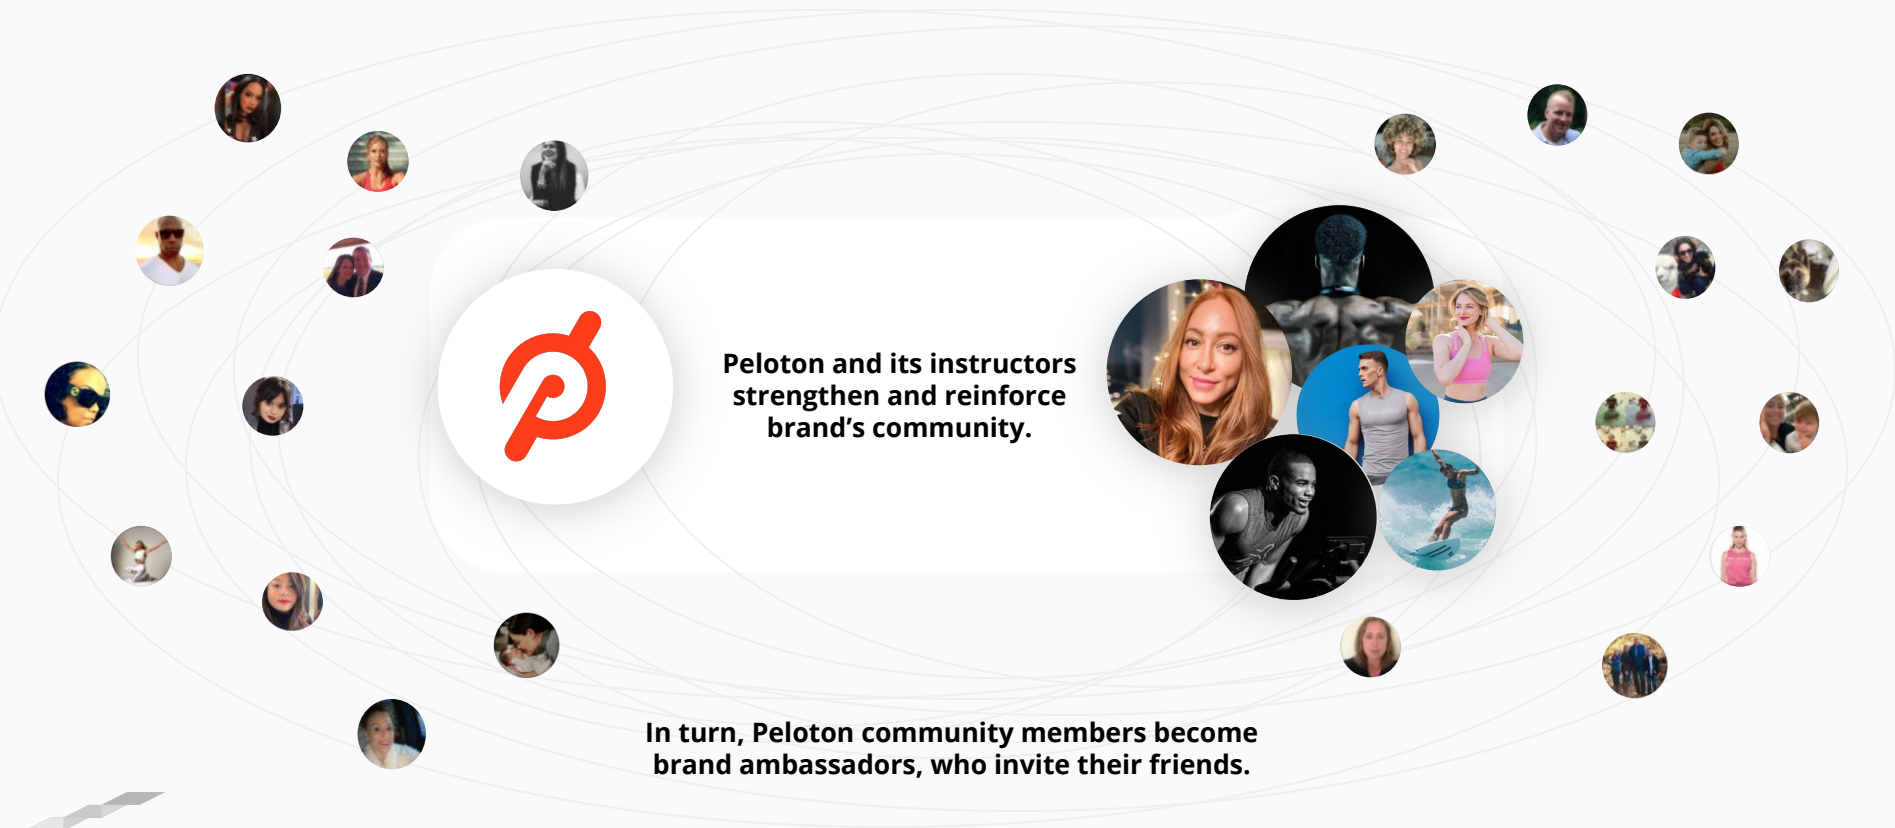 Peloton and its instructors
strengthen and reinforce
brand’s community.
In turn, Peloton community members become
brand ambassadors, who invite their friends.